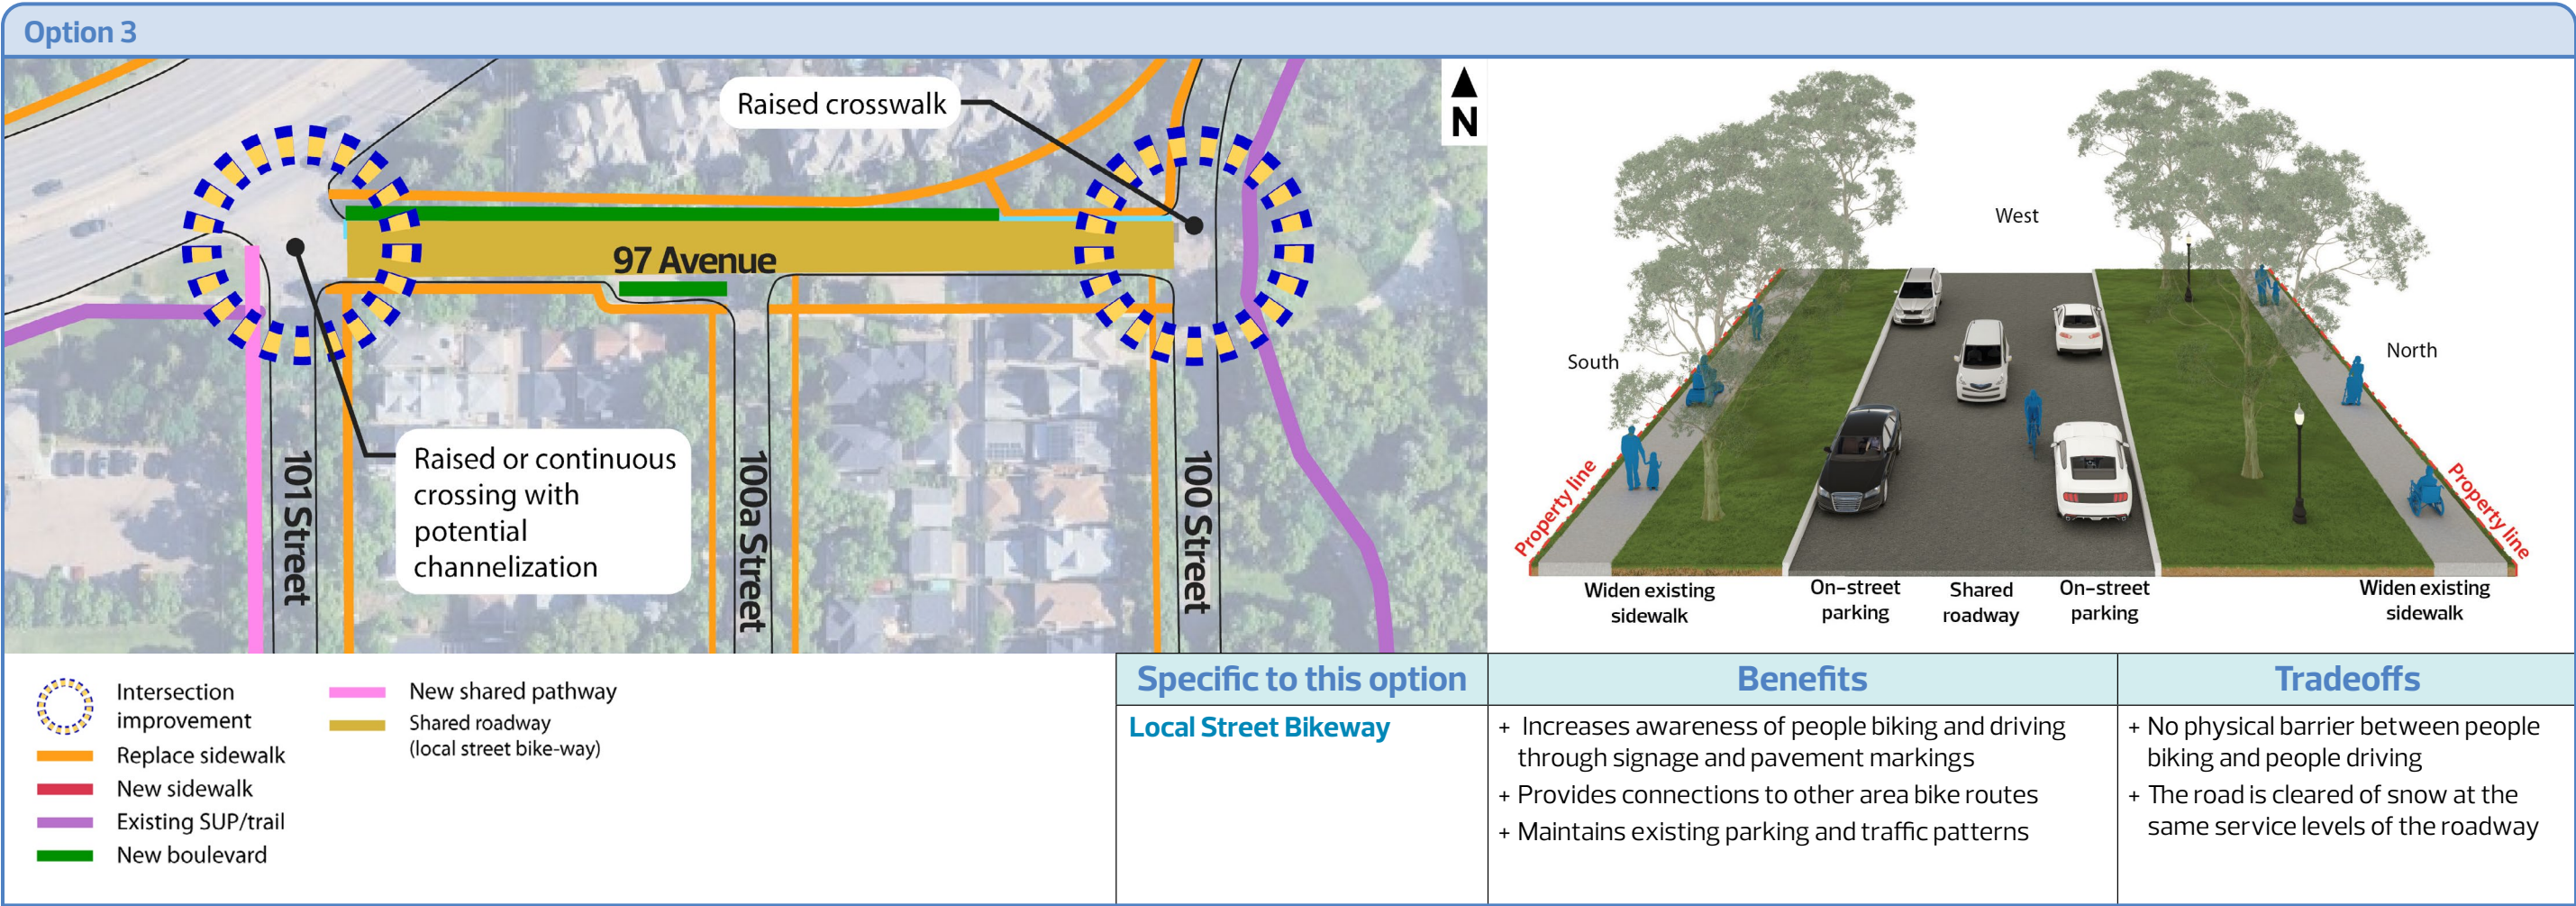 Option 3
Raised crosswalk
N
97 Avenue
Raised or continuous
crossing with
potential
channelization
101 Street
100a Street
100 Street
West
South
North
Property line
Property line
Widen existing
sidewalk
On-street
parking
Shared
roadway
On-street
parking
Widen existing
sidewalk
Intersection
improvement
Replace sidewalk
New sidewalk
Existing SUP/trail
New boulevard
New shared pathway
Shared roadway
(local street bike-way)
Specific to this option
Benefits
Tradeoffs
Local Street Bikeway
+ Increases awareness of people biking and driving
through signage and pavement markings
+ Provides connections to other area bike routes
+ Maintains existing parking and traffic patterns
+ No physical barrier between people
biking and people driving
+ The road is cleared of snow at the
same service levels of the roadway